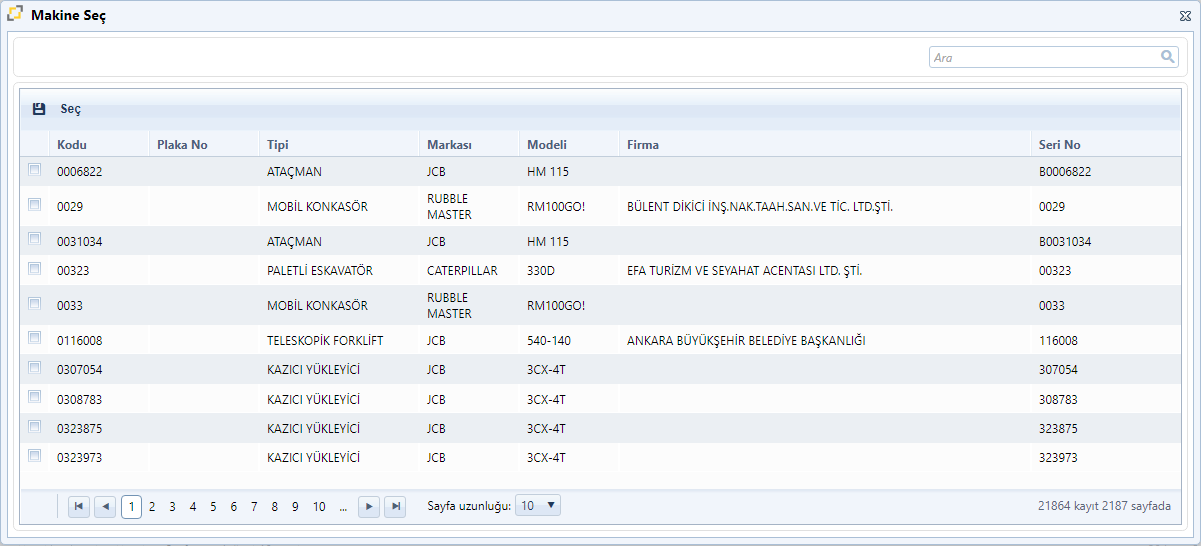 Makine Seç
Ara
Seç
Kodu Plaka No Tipi Markası Modeli Firma Seri No
0006822 ATAÇMAN JCB HM 115 B0006822
0029 MOBİL KONKASÖR RUBBLE MASTER RM100GO! BÜLENT DİKİCİ İNŞ.NAK.TAAH.SAN.VE TİC. LTD.ŞTİ. 0029
0031034 ATAÇMAN JCB HM 115 B0031034
00323 PALETLİ ESKAVATÖR CATERPILLAR 330D EFA TURİZM VE SEYAHAT ACENTASI LTD. ŞTİ. 00323
0033 MOBİL KONKASÖR RUBBLE MASTER RM100GO! 0033
0116008 TELESKOPİK FORKLİFT JCB 540-140 ANKARA BÜYÜKŞEHİR BELEDİYE BAŞKANLIĞI 116008
0307054 KAZICI YÜKLEYİCİ JCB 3CX-4T 307054
0308783 KAZICI YÜKLEYİCİ JCB 3CX-4T 308783
0323875 KAZICI YÜKLEYİCİ JCB 3CX-4T 323875
0323973 KAZICI YÜKLEYİCİ JCB 3CX-4T 323973
1 2 3 4 5 6 7 8 9 10 ... Sayfa uzunluğu: 10 21864 kayıt 2187 sayfada